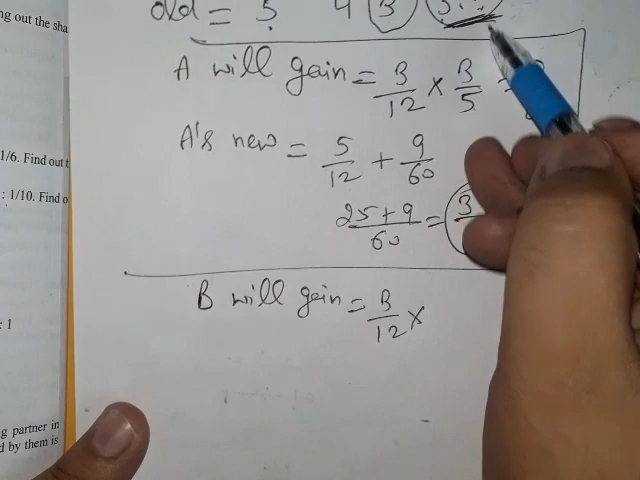 ng out the sha
old = 5 4 3
A will gain = 3/12 × 3/5
1/6. Find out t
A's new = 5/12 + 9/60
: 1/10. Find o
25+9/60 = 3
B will gain = 3/12 ×
: 1
g partner in
d by them is